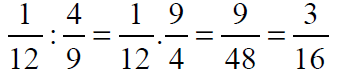 1/12 : 4/9 = 1/12 . 9/4 = 9/48 = 3/16